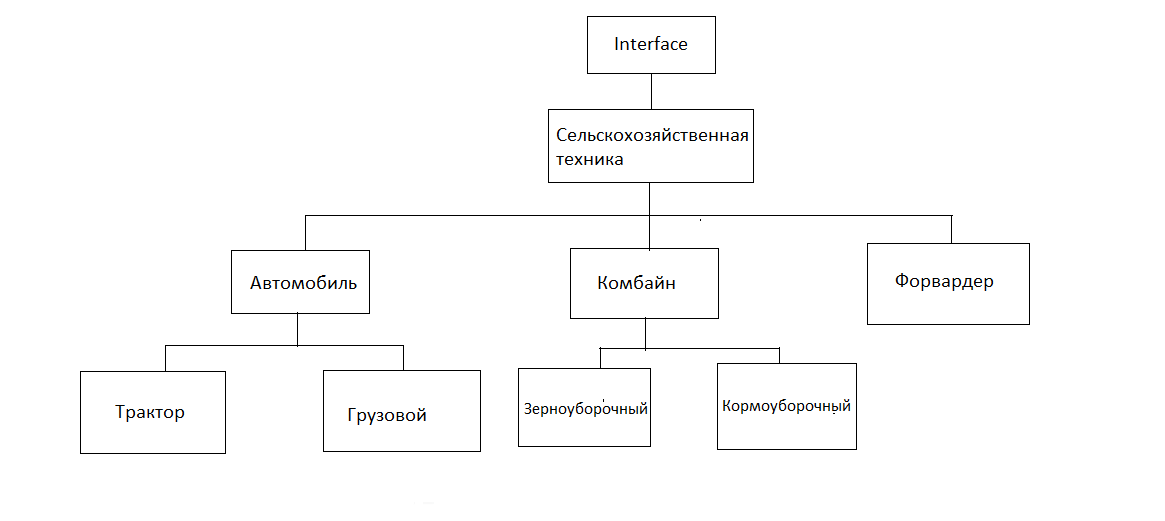 Interface
Сельскохозяйственная
техника
Автомобиль
Комбайн
Форвардер
Трактор
Грузовой
Зерноуборочный
Кормоуборочный